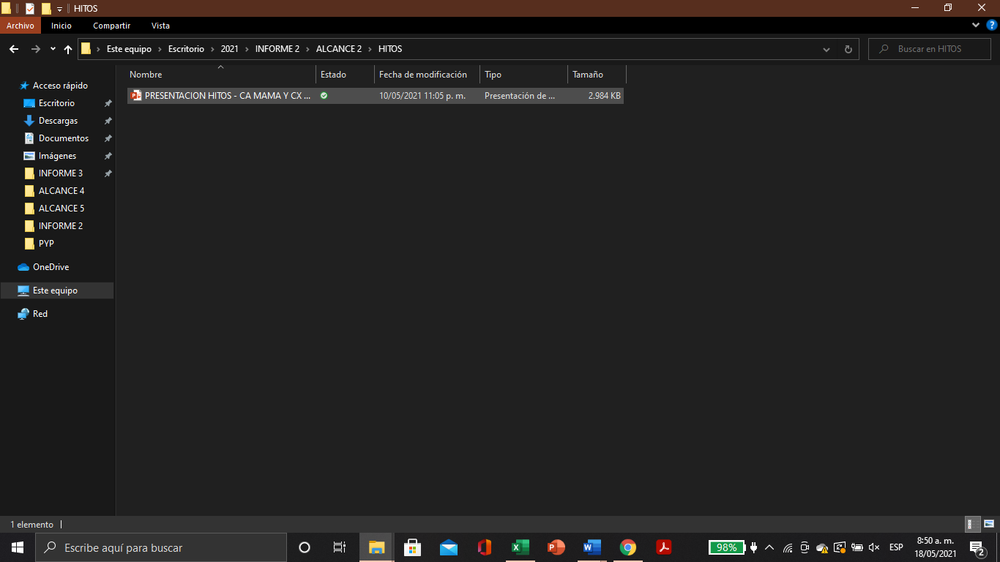 HITOS
Archivo Inicio Compartir Vista
Este equipo Escritorio 2021 INFORME 2 ALCANCE 2 HITOS
Buscar en HITOS
Nombre Estado Fecha de modificación Tipo Tamaño
PRESENTACION HITOS - CA MAMA Y CX ... 10/05/2021 11:05 p. m. Presentación de ... 2.984 KB
Acceso rápido
Escritorio
Descargas
Documentos
Imágenes
INFORME 3
ALCANCE 4
ALCANCE 5
INFORME 2
PYP
OneDrive
Este equipo
Red
1 elemento
Escribe aquí para buscar
98%
ESP
8:50 a. m.
18/05/2021
2